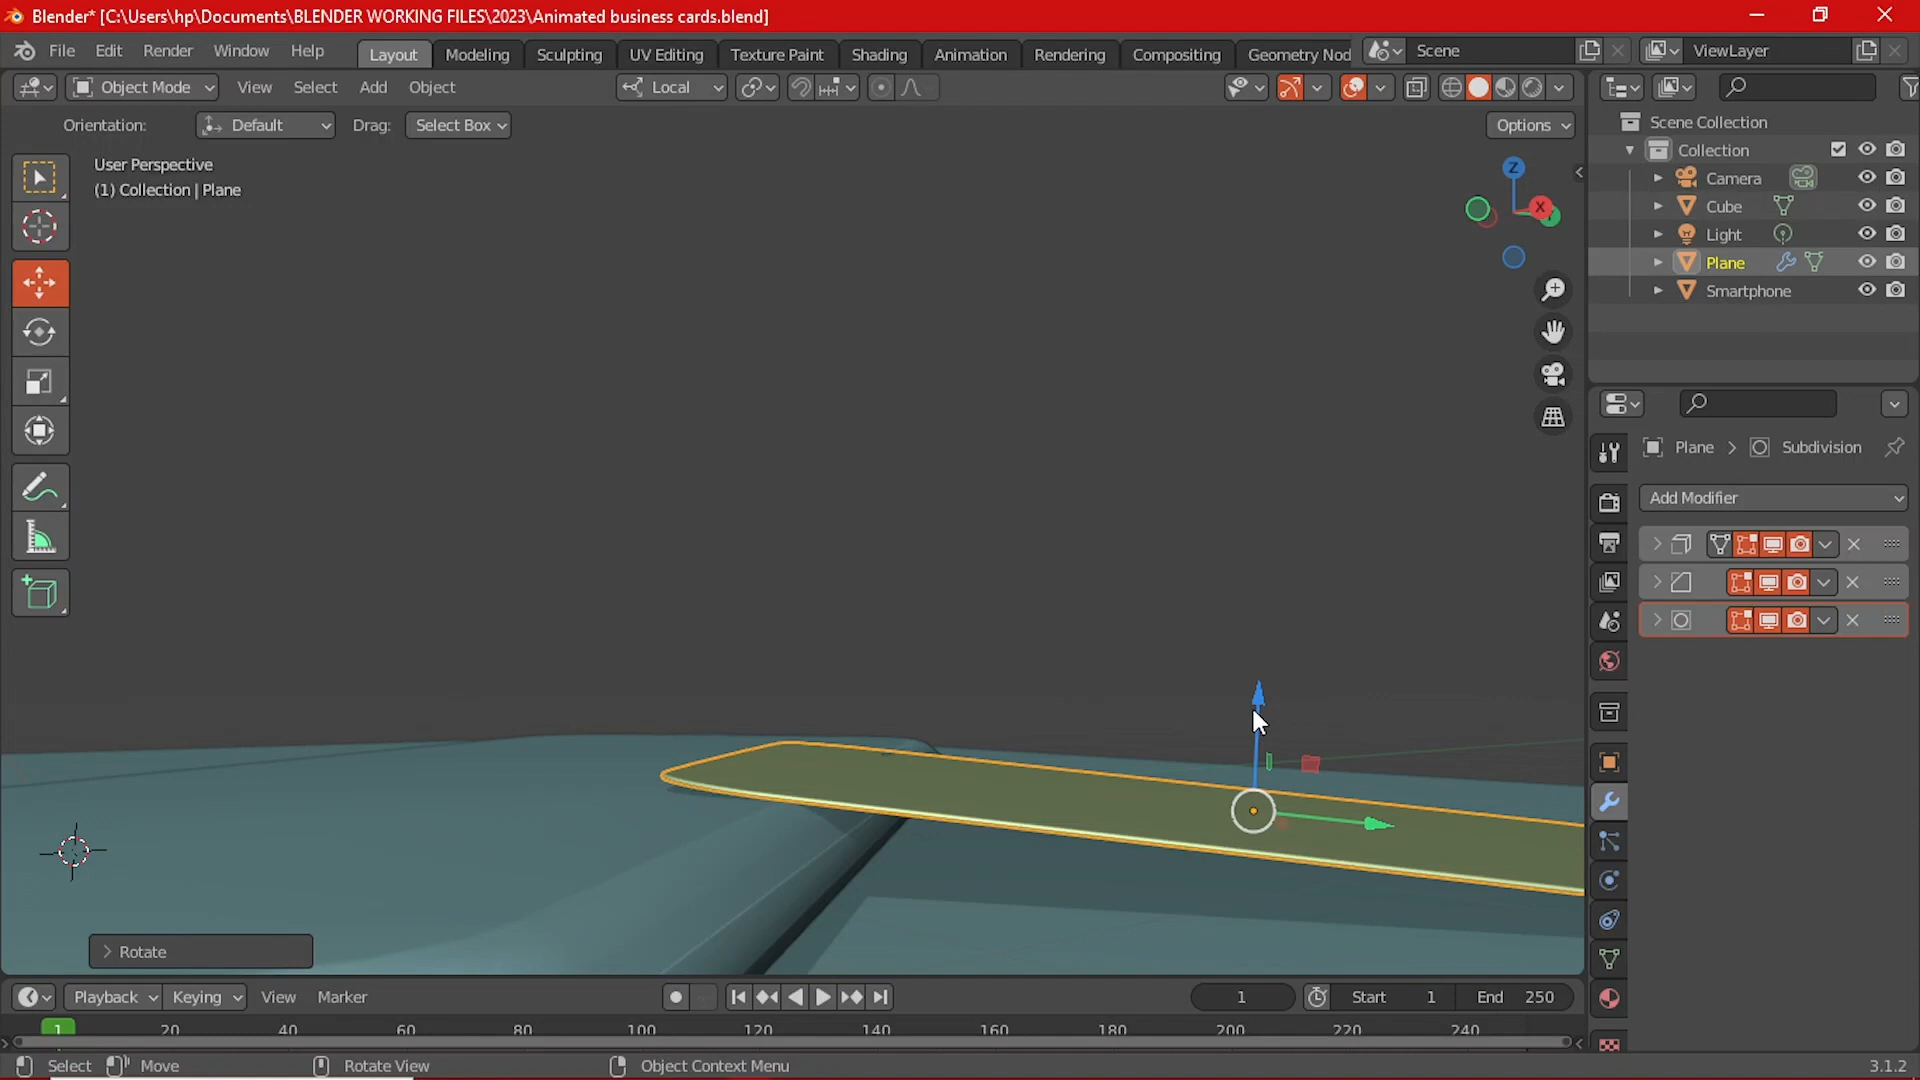 Blender* [C:\Users\hp\Documents\BLENDER WORKING FILES\2023\Animated business cards.blend]
File Edit Render Window Help Layout Modeling Sculpting UV Editing Texture Paint Shading Animation Rendering Compositing Geometry Nod Scene ViewLayer
Object Mode View Select Add Object Local
Orientation: Default Drag: Select Box Options
User Perspective
(1) Collection | Plane
Z
X
Scene Collection
Collection
Camera
Cube
Light
Plane
Smartphone
Plane Subdivision
Add Modifier
Rotate
Playback Keying View Marker 1 Start 1 End 250
1 20 40 60 80 100 120 140 160 180 200 220 240
Select Move Rotate View Object Context Menu 3.1.2